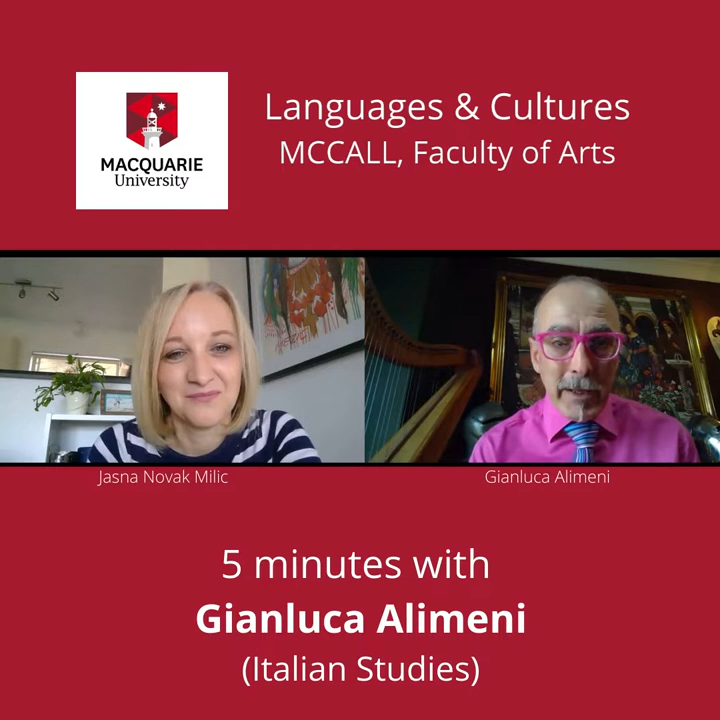 MACQUARIE
University
Languages & Cultures
MCCALL, Faculty of Arts
Jasna Novak Milic
Gianluca Alimeni
5 minutes with
Gianluca Alimeni
(Italian Studies)